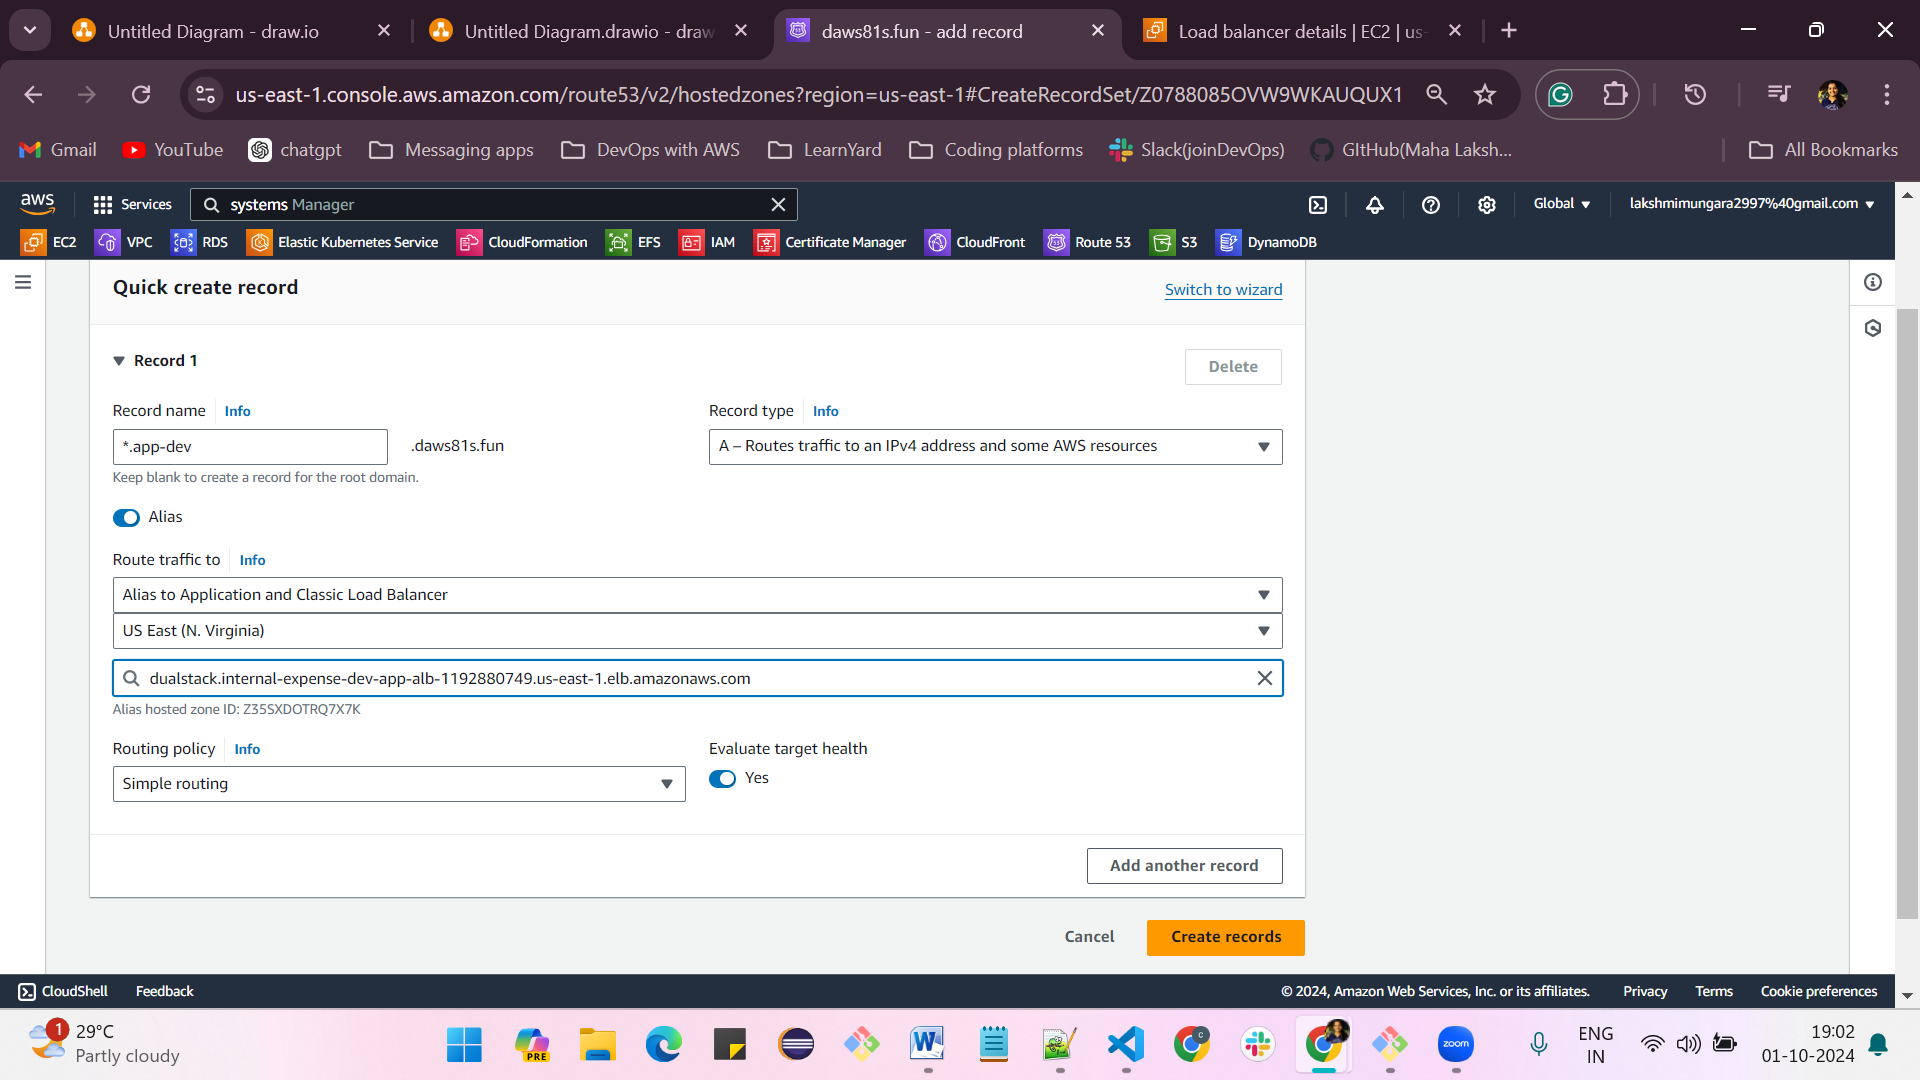 Untitled Diagram - draw.io
Untitled Diagram.drawio - draw
daws81s.fun - add record
Load balancer details | EC2 | us-
us-east-1.console.aws.amazon.com/route53/v2/hostedzones?region=us-east-1#CreateRecordSet/Z0788085OVW9WKAUQUX1
Gmail
YouTube
chatgpt
Messaging apps
DevOps with AWS
LearnYard
Coding platforms
Slack(joinDevOps)
GItHub(Maha Laksh...
All Bookmarks
aws
Services
systems Manager
Global
lakshmimungara2997%40gmail.com
EC2
VPC
RDS
Elastic Kubernetes Service
CloudFormation
EFS
IAM
Certificate Manager
CloudFront
Route 53
S3
DynamoDB
Quick create record
Switch to wizard
Record 1
Delete
Record name
Info
Record type
Info
*.app-dev
.daws81s.fun
A – Routes traffic to an IPv4 address and some AWS resources
Keep blank to create a record for the root domain.
Alias
Route traffic to
Info
Alias to Application and Classic Load Balancer
US East (N. Virginia)
dualstack.internal-expense-dev-app-alb-1192880749.us-east-1.elb.amazonaws.com
Alias hosted zone ID: Z35SXDOTRQ7X7K
Routing policy
Info
Evaluate target health
Simple routing
Yes
Add another record
Cancel
Create records
CloudShell
Feedback
© 2024, Amazon Web Services, Inc. or its affiliates.
Privacy
Terms
Cookie preferences
1
29°C
Partly cloudy
PRE
C
zoom
ENG
IN
19:02
01-10-2024